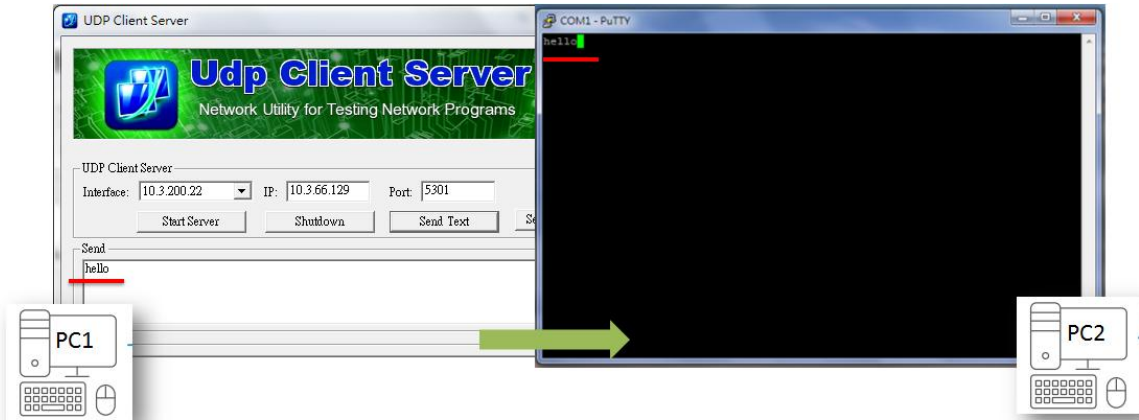 UDP Client Server
Udp Client Server
Network Utility for Testing Network Programs
UDP Client Server
Interface: 10.3.200.22 IP: 10.3.66.129 Port: 5301
Start Server Shutdown Send Text Se
Send
hello
PC1
COM1 - PuTTY
hello
PC2